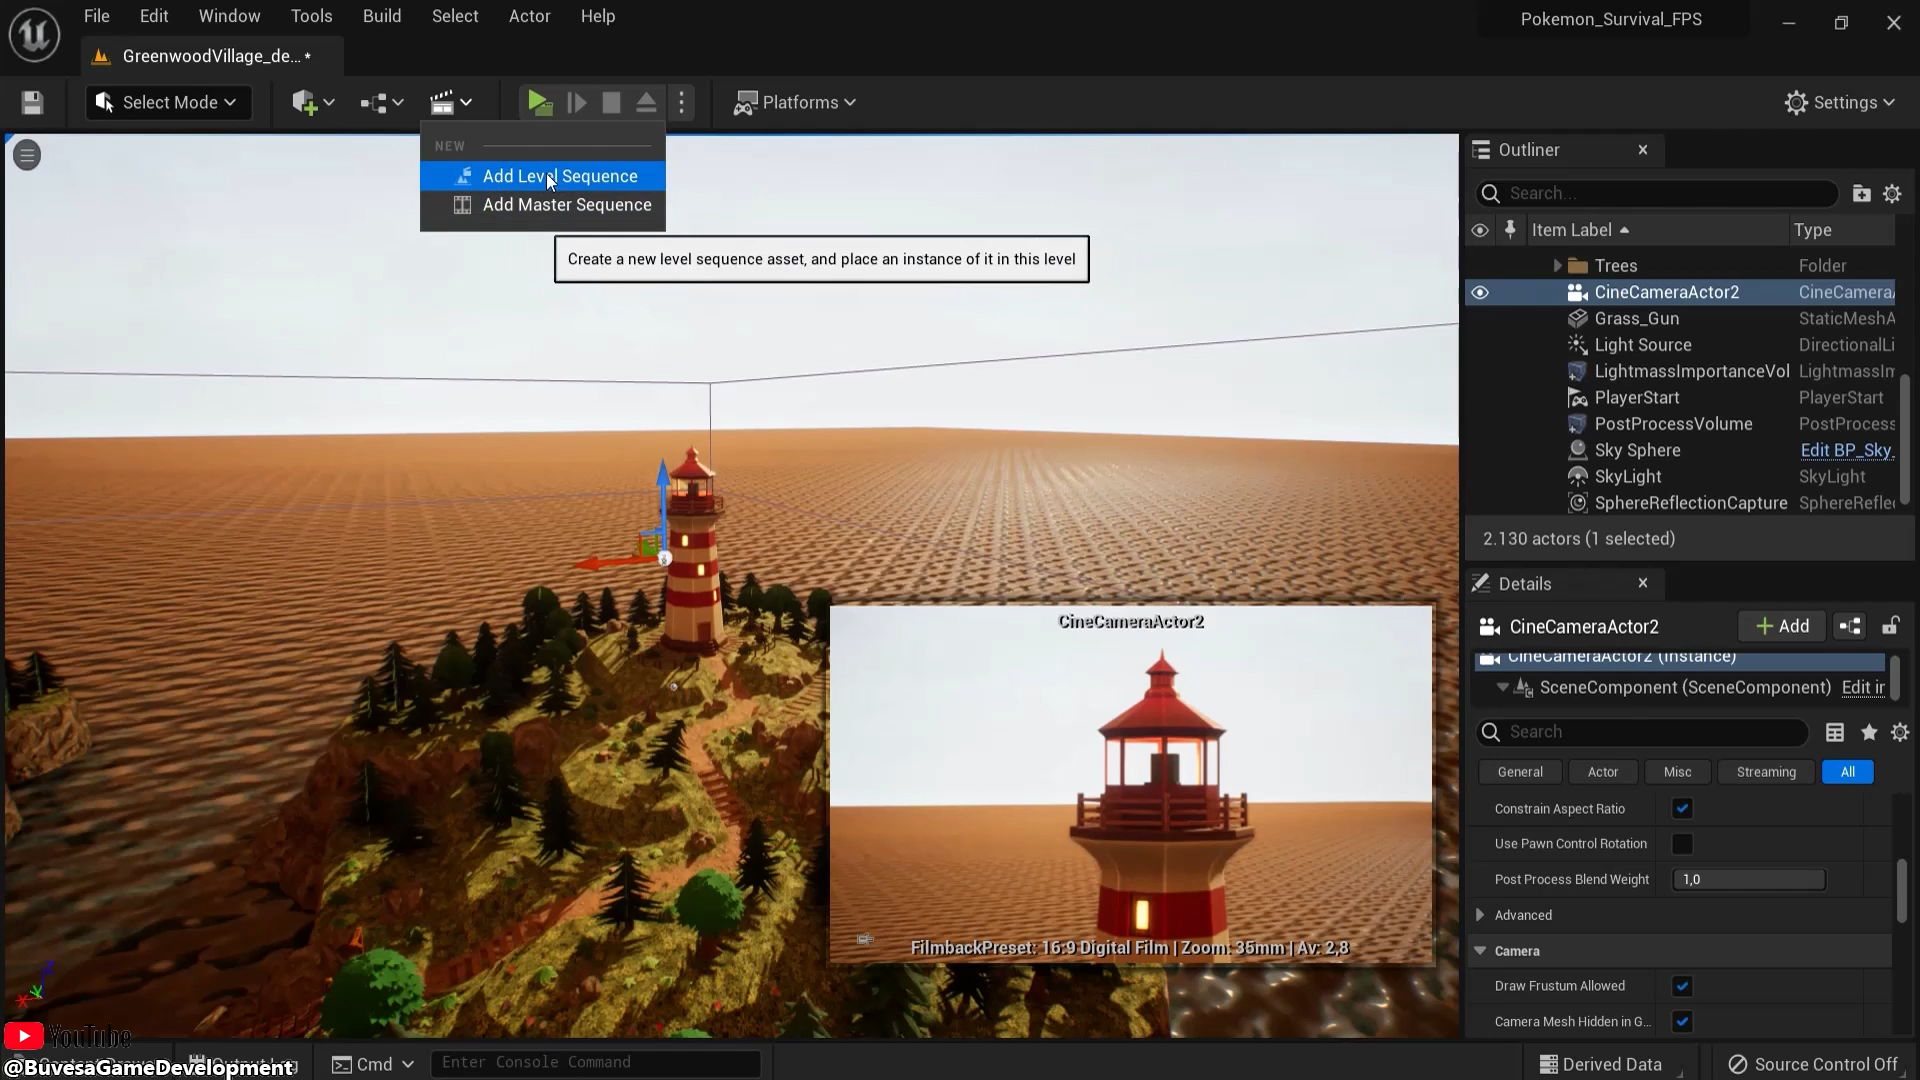 File Edit Window Tools Build Select Actor Help
Pokemon_Survival_FPS
GreenwoodVillage_de... *
Select Mode
Platforms
Settings
NEW
Add Level Sequence
Add Master Sequence
Create a new level sequence asset, and place an instance of it in this level
Outliner
Search...
Item Label Type
Trees Folder
CineCameraActor2 CineCamera
Grass_Gun StaticMeshA
Light Source DirectionalLi
LightmassImportanceVol LightmassIm
PlayerStart PlayerStart
PostProcessVolume PostProcess
Sky Sphere Edit BP_Sky_
SkyLight SkyLight
SphereReflectionCapture SphereRefle
2.130 actors (1 selected)
Details
CineCameraActor2
Add
CineCameraActor2 (Instance)
SceneComponent (SceneComponent) Edit in
Search
General Actor Misc Streaming All
Constrain Aspect Ratio
Use Pawn Control Rotation
Post Process Blend Weight 1,0
Advanced
Camera
Draw Frustum Allowed
Camera Mesh Hidden in G...
CineCameraActor2
FilmbackPreset: 16:9 Digital Film | Zoom: 35mm | Av: 2,8
YouTube
@BuvesaGameDevelopment
Cmd
Enter Console Command
Derived Data
Source Control Off